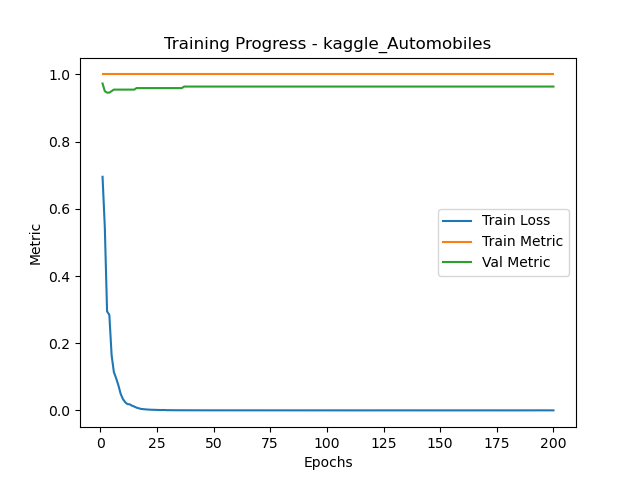 Training Progress - kaggle_Automobiles
1.0
0.8
0.6
0.4
0.2
0.0
Metric
Train Loss
Train Metric
Val Metric
0 25 50 75 100 125 150 175 200
Epochs